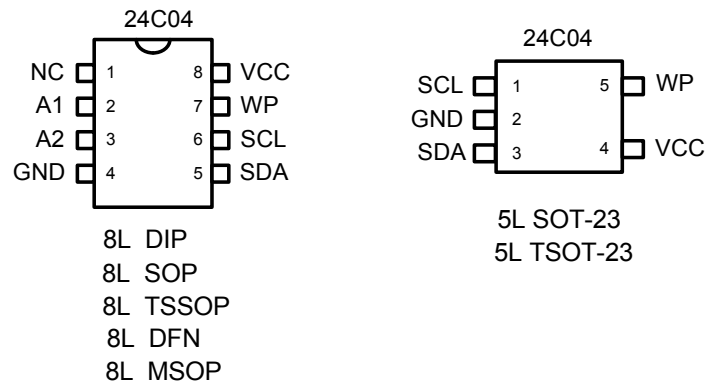 24C04
NC 1 8 VCC
A1 2 7 WP
A2 3 6 SCL
GND 4 5 SDA
8L DIP
8L SOP
8L TSSOP
8L DFN
8L MSOP
24C04
SCL 1 5 WP
GND 2
SDA 3 4 VCC
5L SOT-23
5L TSOT-23